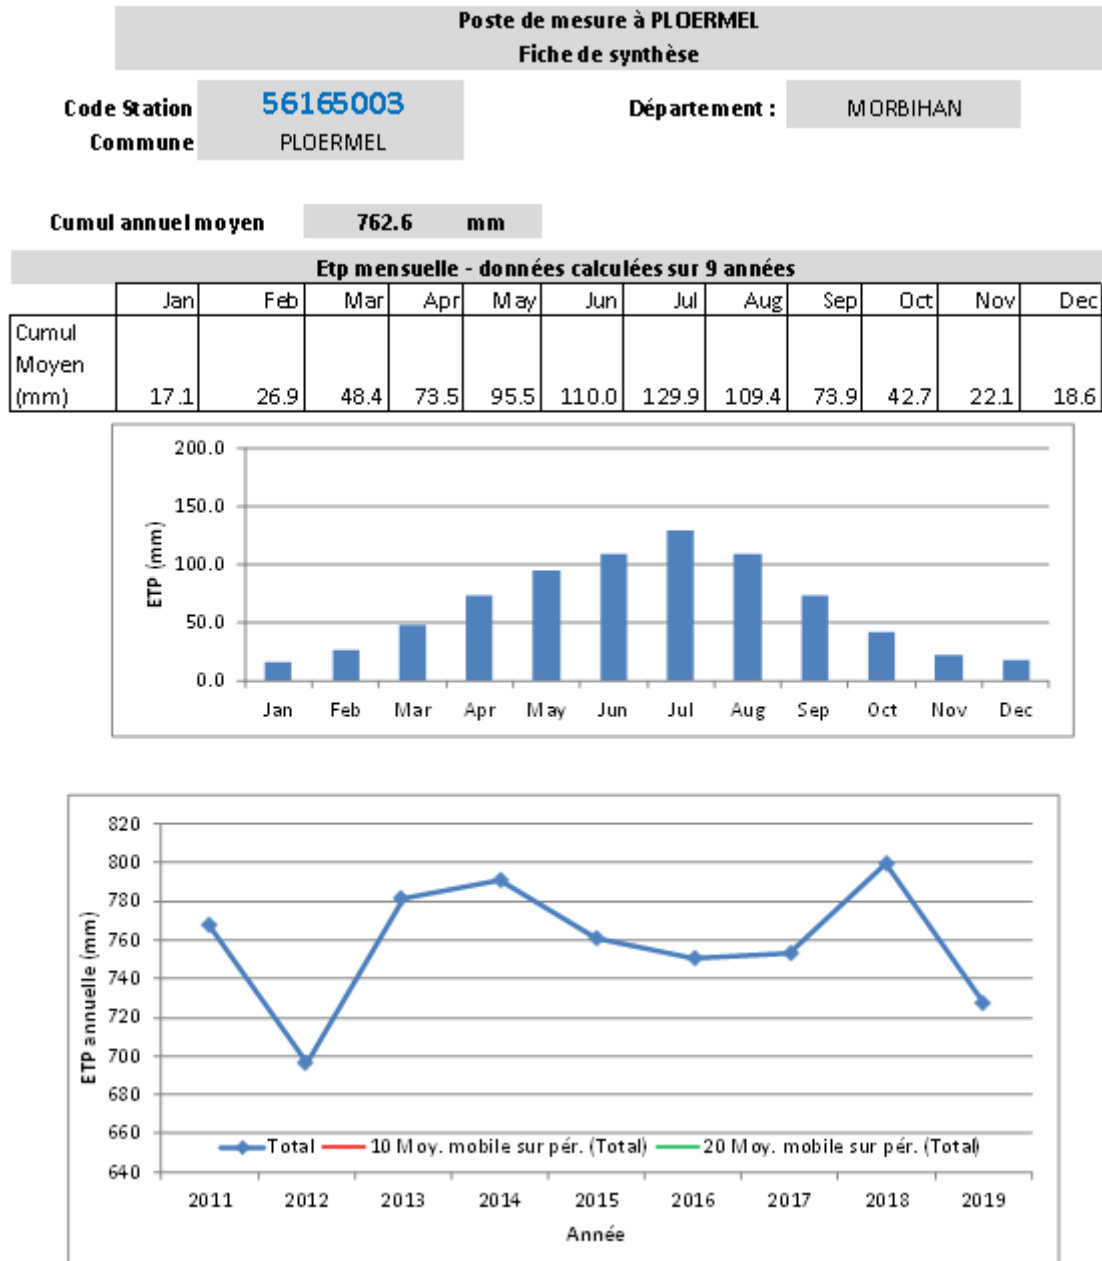 Poste de mesure à PLOERMEL
Fiche de synthèse
Code Station 56165003 Département : MORBIHAN
Commune PLOERMEL
Cumul annuel moyen 762.6 mm
Etp mensuelle - données calculées sur 9 années
Jan Feb Mar Apr May Jun Jul Aug Sep Oct Nov Dec
Cumul
Moyen
(mm) 17.1 26.9 48.4 73.5 95.5 110.0 129.9 109.4 73.9 42.7 22.1 18.6
200.0
150.0
100.0
50.0
0.0
ETP (mm)
Jan Feb Mar Apr May Jun Jul Aug Sep Oct Nov Dec
820
800
780
760
740
720
700
680
660
640
ETP annuelle (mm)
Total 10 Moy. mobile sur pér. (Total) 20 Moy. mobile sur pér. (Total)
2011 2012 2013 2014 2015 2016 2017 2018 2019
Année